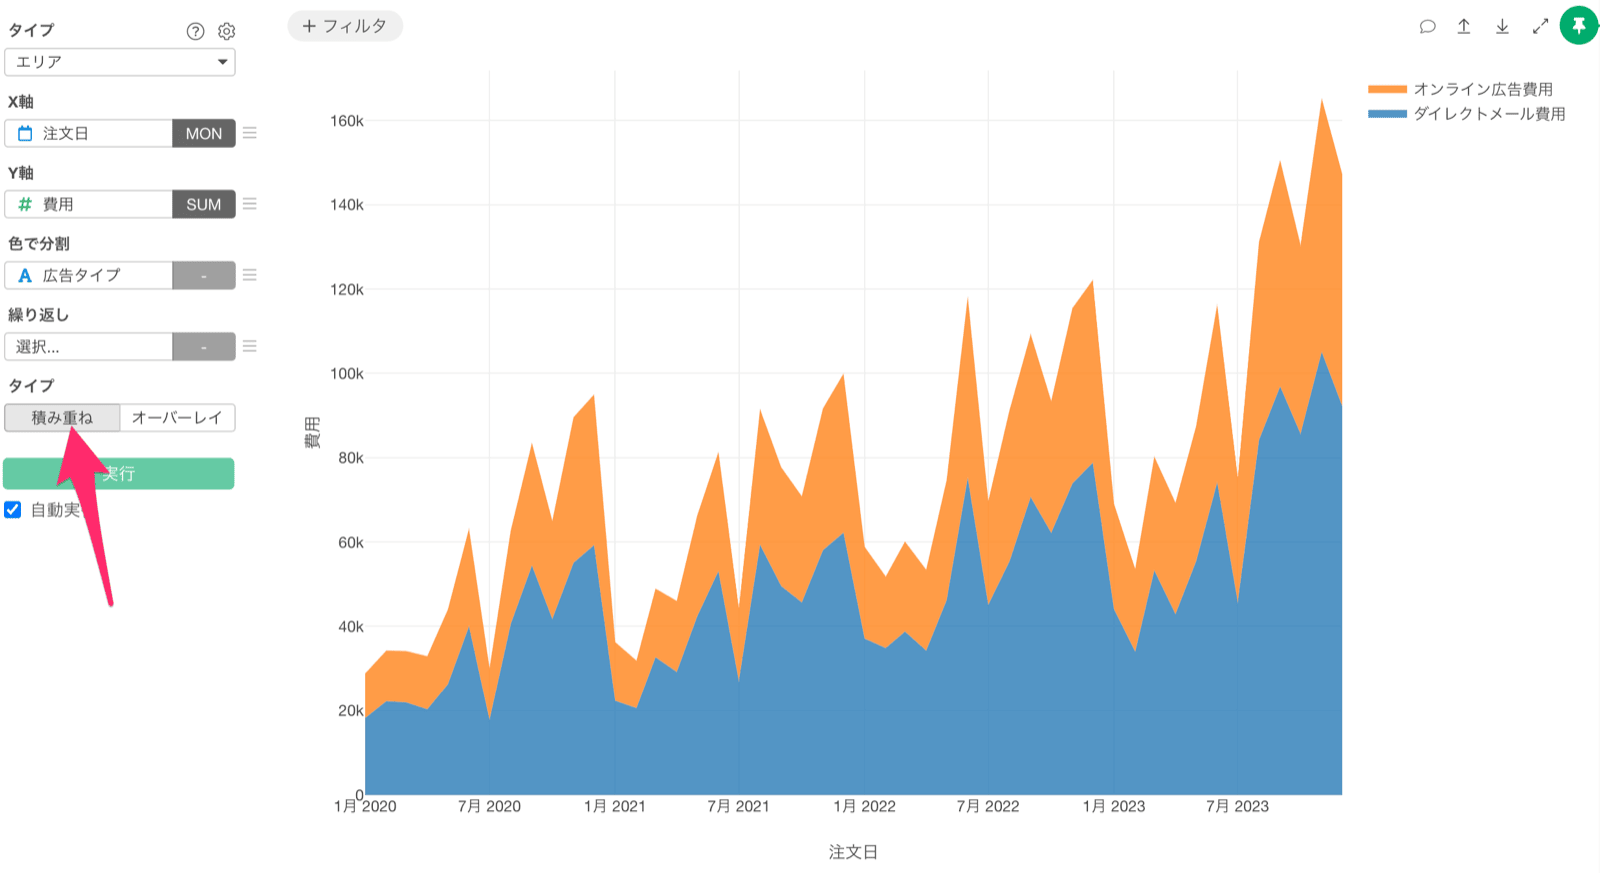 タイプ
エリア
X軸
注文日 MON
Y軸
# 費用 SUM
色で分割
A 広告タイプ -
繰り返し
選択... -
タイプ
積み重ね オーバーレイ
実行
自動実
+ フィルタ
オンライン広告費用
ダイレクトメール費用
160k
140k
120k
100k
80k
60k
40k
20k
0
費用
1月 2020 7月 2020 1月 2021 7月 2021 1月 2022 7月 2022 1月 2023 7月 2023
注文日